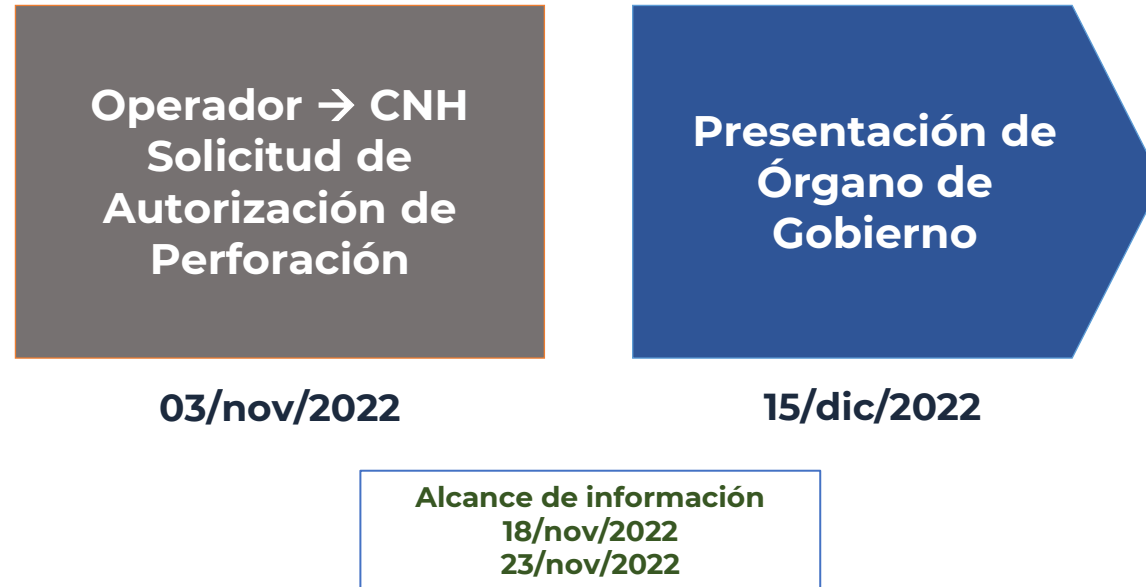 Operador → CNH
Solicitud de
Autorización de
Perforación
Presentación de
Órgano de
Gobierno
03/nov/2022
15/dic/2022
Alcance de información
18/nov/2022
23/nov/2022